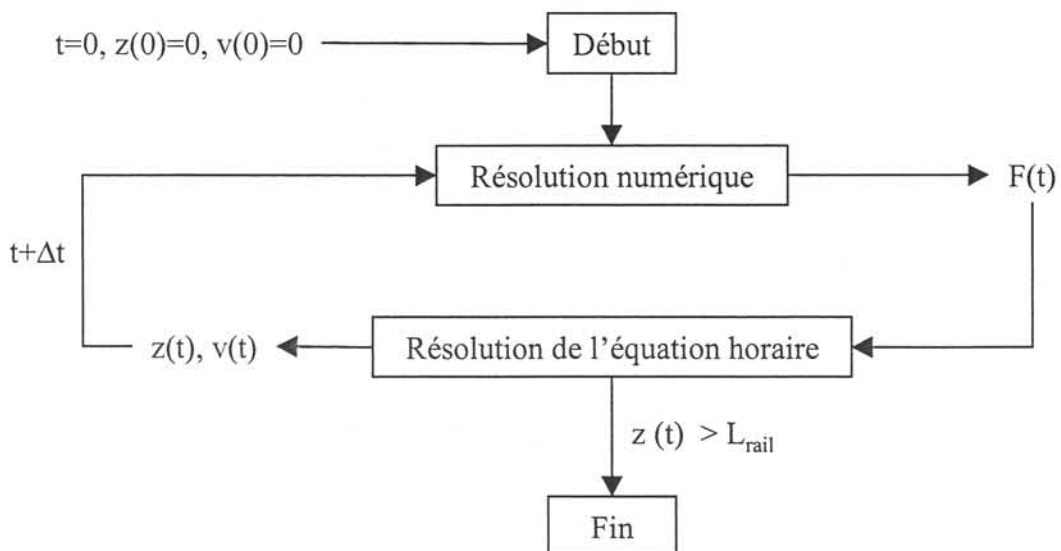 t=0, z(0)=0, v(0)=0
Début
Résolution numérique
F(t)
t+Δt
z(t), v(t)
Résolution de l'équation horaire
z (t) > L_rail
Fin